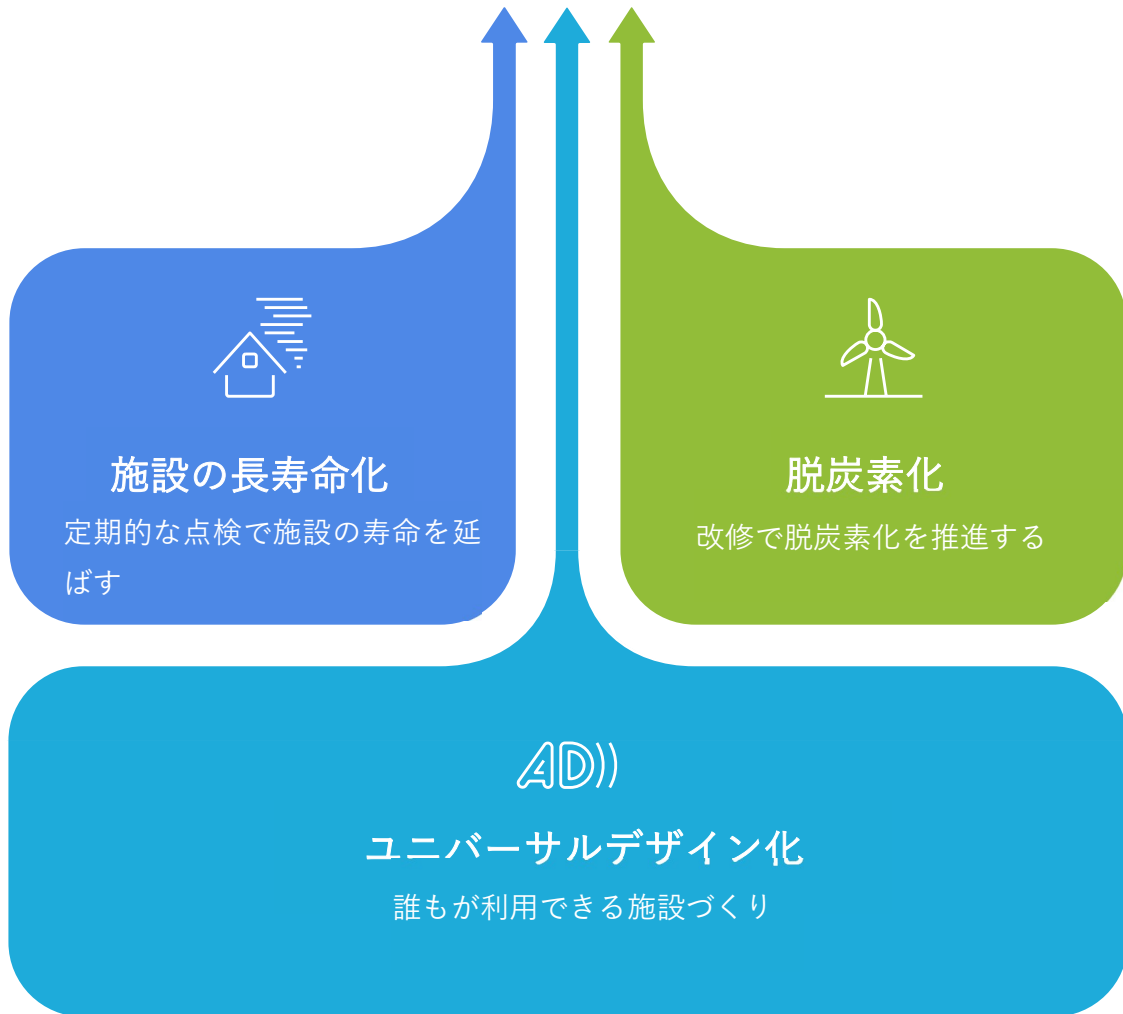 施設の長寿命化
定期的な点検で施設の寿命を延
ばす
脱炭素化
改修で脱炭素化を推進する
AD
ユニバーサルデザイン化
誰もが利用できる施設づくり